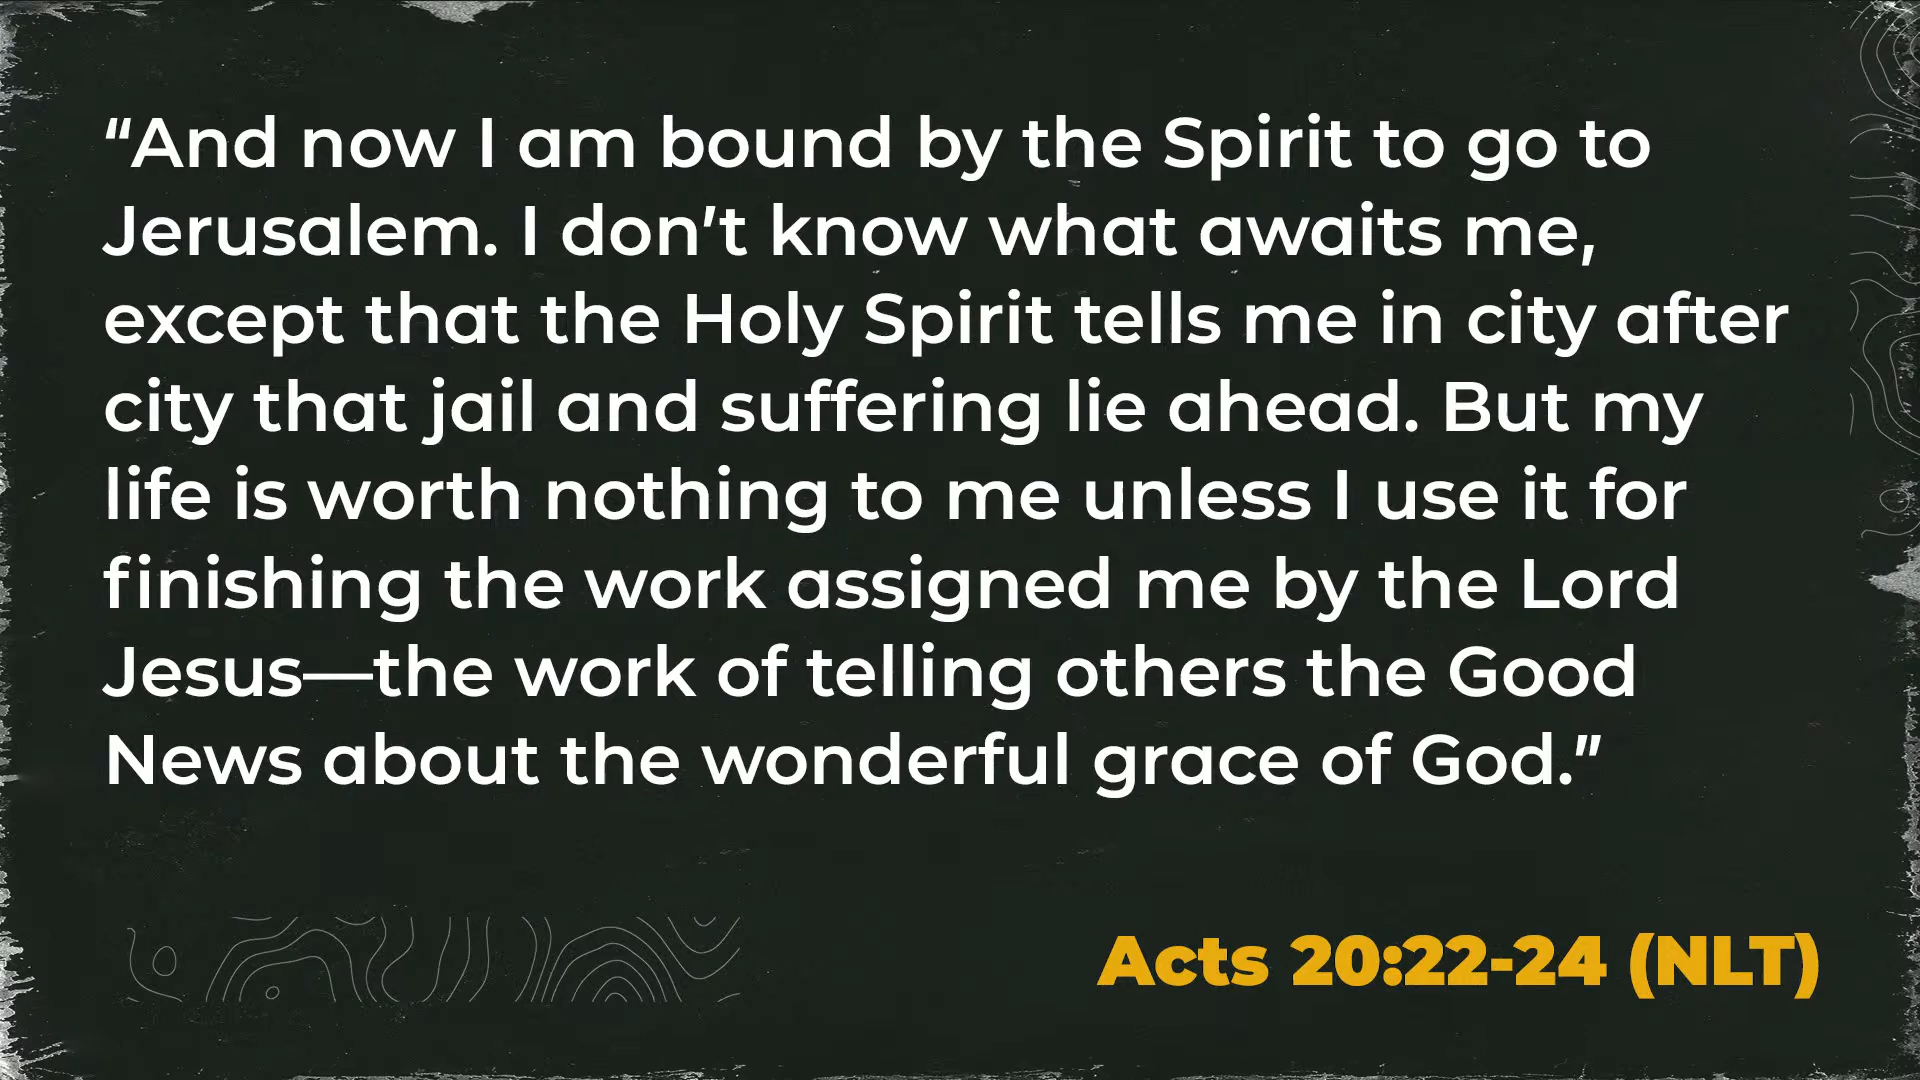 “And now I am bound by the Spirit to go to
Jerusalem. I don’t know what awaits me,
except that the Holy Spirit tells me in city after
city that jail and suffering lie ahead. But my
life is worth nothing to me unless I use it for
finishing the work assigned me by the Lord
Jesus—the work of telling others the Good
News about the wonderful grace of God.”
Acts 20:22-24 (NLT)